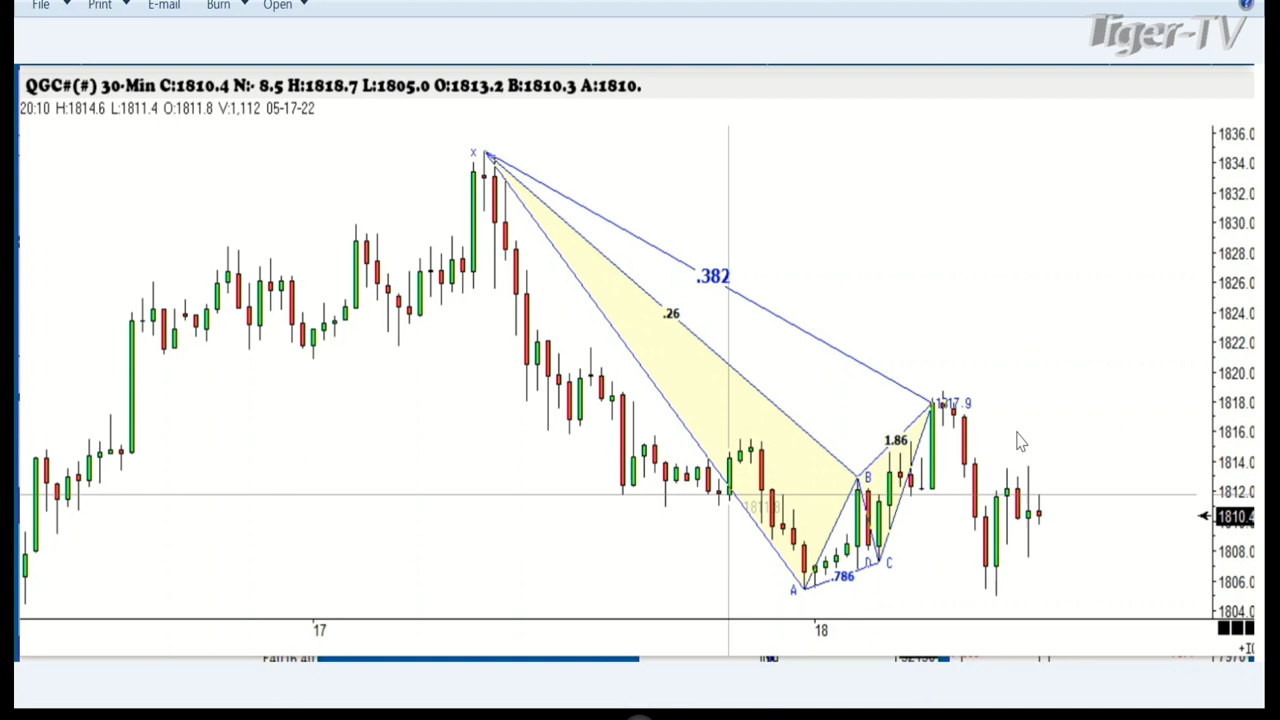 File Print E-mail Burn Open
Tiger-TV
QGC#(#) 30-Min C:1810.4 N:- 8.5 H:1818.7 L:1805.0 O:1813.2 B:1810.3 A:1810.
20:10 H:1814.6 L:1811.4 O:1811.8 V:1,112 05-17-22
1836.0
1834.0
1832.0
1830.0
1828.0
1826.0
1824.0
1822.0
1820.0
1818.0
1816.0
1814.0
1812.0
1810.4
1808.0
1806.0
1804.0
X
.382
.26
1317.9
1.86
B
1811.8
D
C
.786
A
17
18